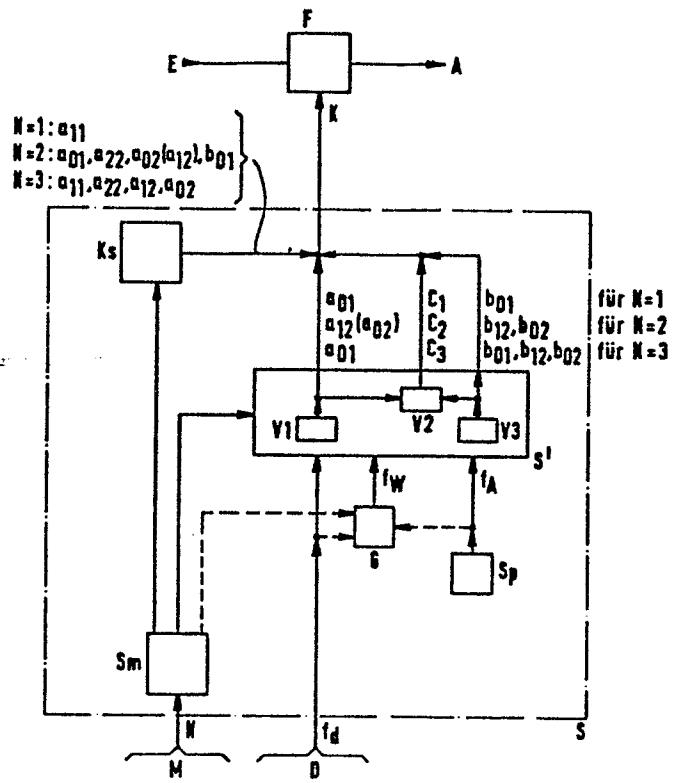 F
E
A
K
N=1: a11
N=2: a01, a22, a02(a12), b01
N=3: a11, a22, a12, a02
Ks
a01
a12(a02)
a01
C1
C2
C3
b01
b12, b02
b01, b12, b02
für N=1
für N=2
für N=3
V1
V2
V3
S'
fW
fA
G
Sp
Sm
N
fd
S
M
D